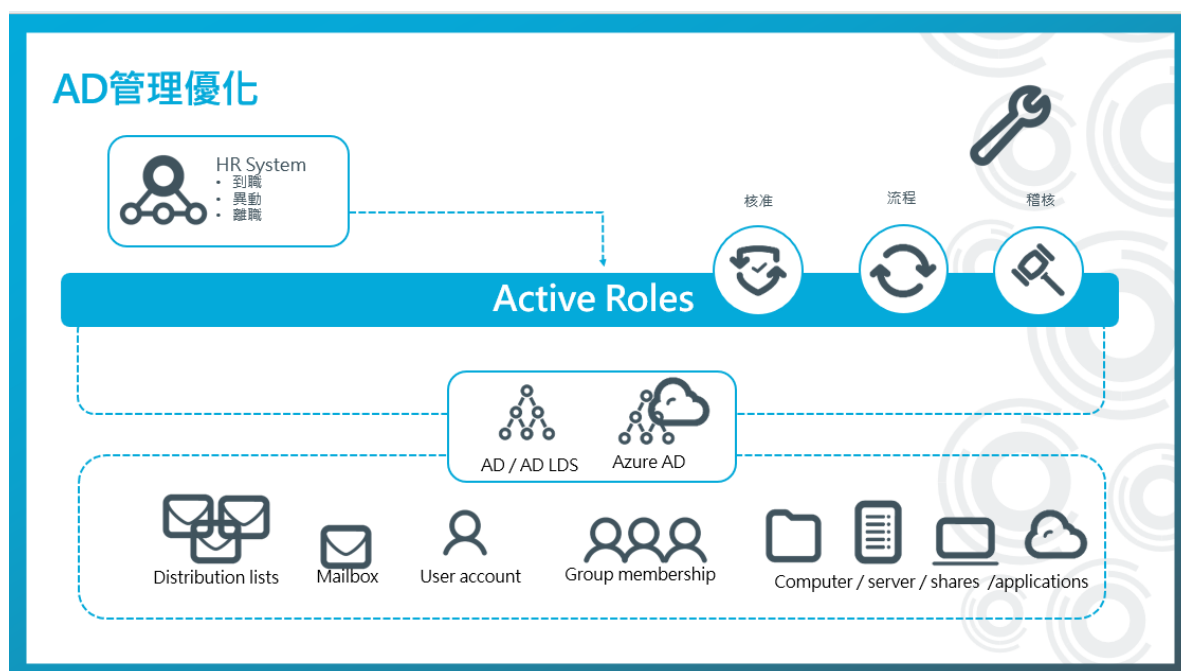 AD管理優化
HR System
• 到職
• 異動
• 離職
核准
流程
稽核
Active Roles
AD / AD LDS
Azure AD
Distribution lists
Mailbox
User account
Group membership
Computer / server / shares /applications